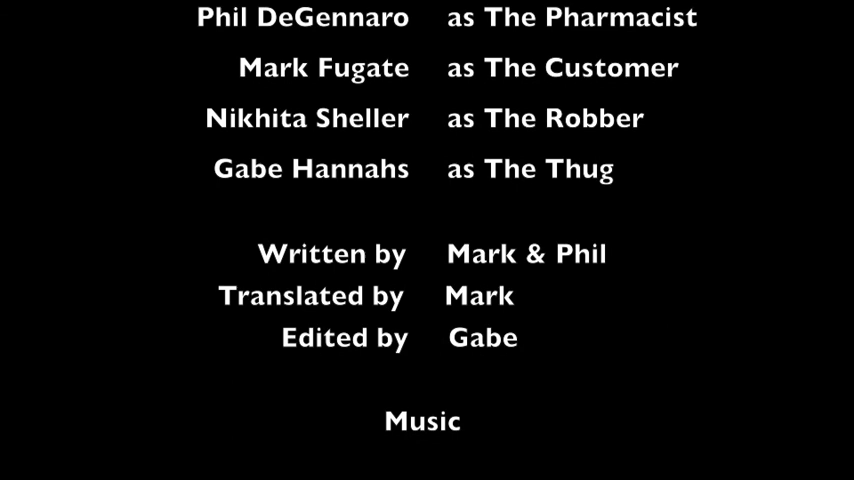 Phil DeGennaro as The Pharmacist
Mark Fugate as The Customer
Nikhita Sheller as The Robber
Gabe Hannahs as The Thug
Written by Mark & Phil
Translated by Mark
Edited by Gabe
Music